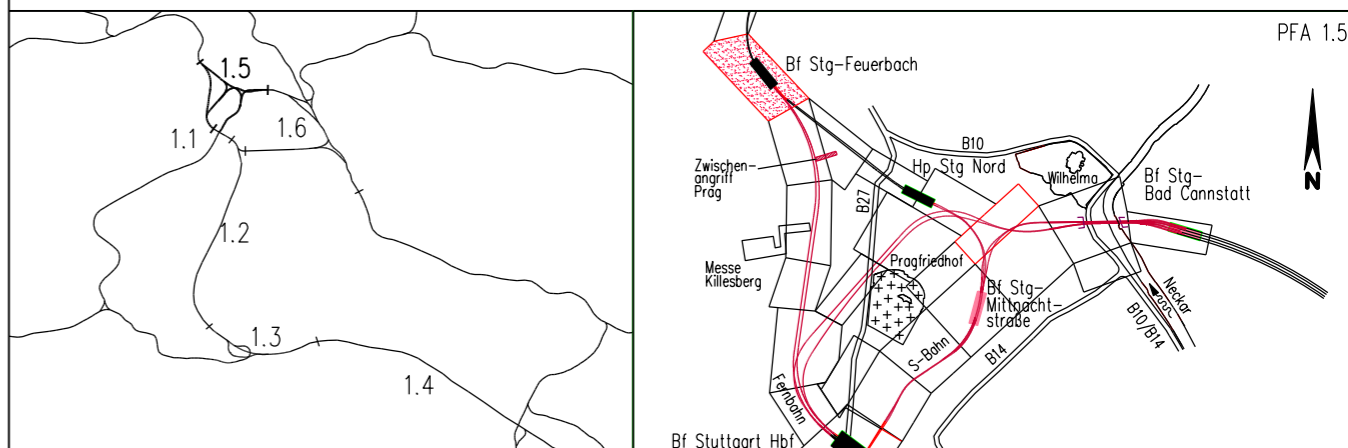 1.5
1.1
1.6
1.2
1.3
1.4
PFA 1.5
Bf Stg-Feuerbach
B10
Zwischen-
angriff
Prag
Hp Stg Nord
Wilhelma
Bf Stg-
Bad Cannstatt
N
B27
Messe
Killesberg
Pragfriedhof
Bf Stg-
Mittnacht-
straße
Neckar
B10/B14
S-Bahn
B14
Fernbahn
Bf Stuttgart Hbf